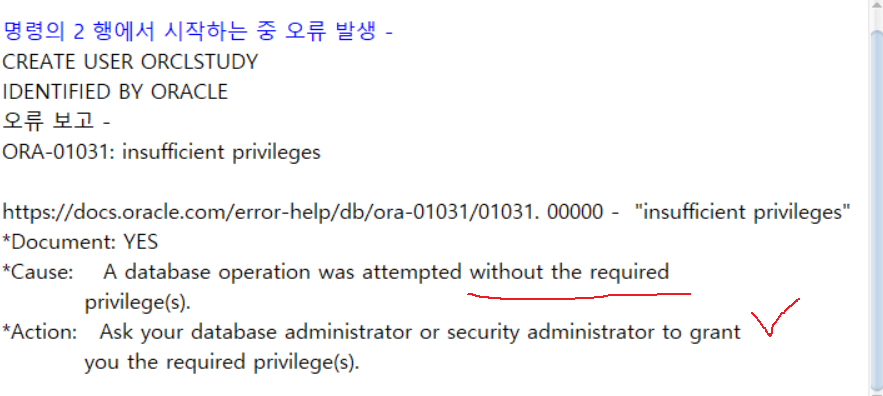 명령의 2 행에서 시작하는 중 오류 발생 -
CREATE USER ORCLSTUDY
IDENTIFIED BY ORACLE
오류 보고 -
ORA-01031: insufficient privileges
https://docs.oracle.com/error-help/db/ora-01031/01031. 00000 -  "insufficient privileges"
*Document: YES
*Cause:    A database operation was attempted without the required
privilege(s).
*Action:   Ask your database administrator or security administrator to grant
you the required privilege(s).